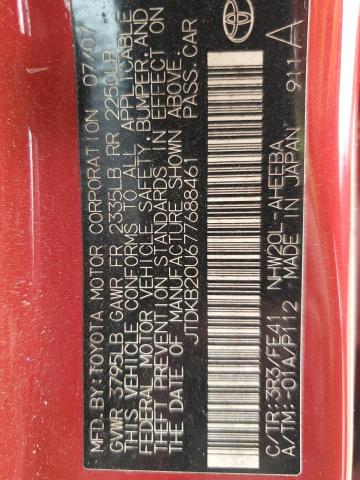 MFD.BY:TOYOTA MOTOR CORPORATION 07/07
GVWR 3795LB GAWR FR 2335LB RR 2250LB
THIS VEHICLE CONFORMS TO ALL APPLICABLE
FEDERAL MOTOR VEHICLE SAFETY, BUMPER, AND
THEFT PREVENTION STANDARDS IN EFFECT ON
THE DATE OF MANUFACTURE SHOWN ABOVE.
JTDKB20U677688461 PASS.CAR
C/TR:3R3/FE41 NHW20L-AHEEBA
A/TM:-01A/P112 MADE IN JAPAN 911 A